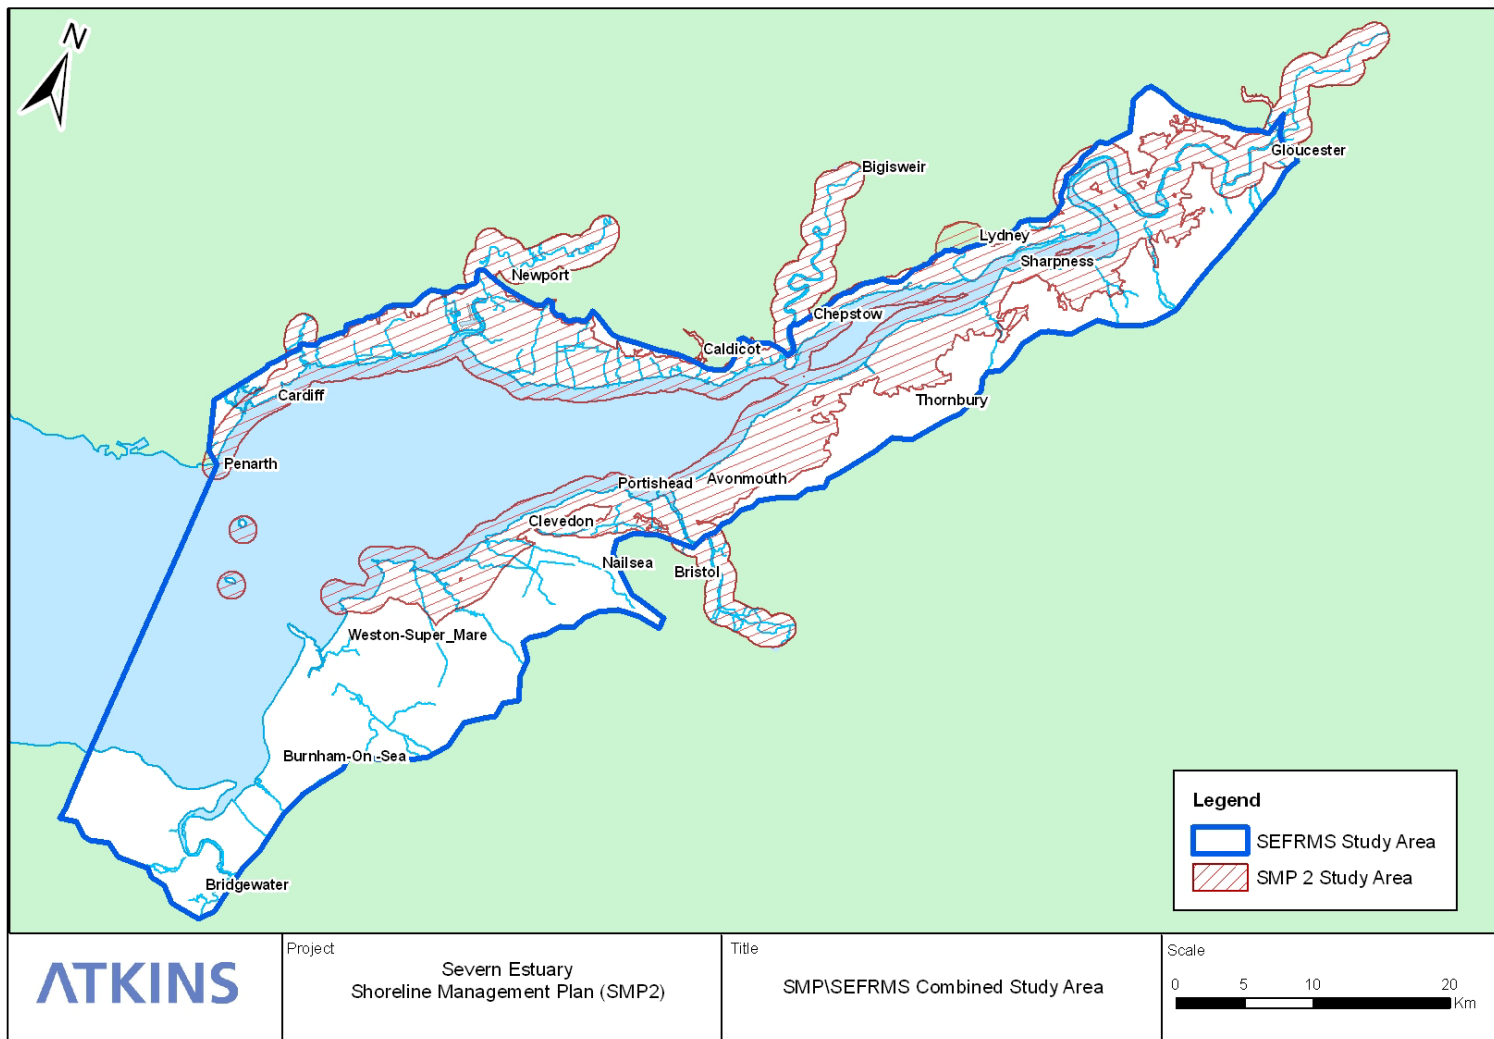 N
Gloucester
Bigisweir
Lydney
Sharpness
Newport
Chepstow
Caldicot
Cardiff
Thornbury
Penarth
Portishead
Avonmouth
Clevedon
Nailsea
Bristol
Weston-Super_Mare
Burnham-On-Sea
Bridgewater
Legend
SEFRMS Study Area
SMP 2 Study Area
ATKINS
Project
Severn Estuary
Shoreline Management Plan (SMP2)
Title
SMP\SEFRMS Combined Study Area
Scale
0 5 10 20
Km